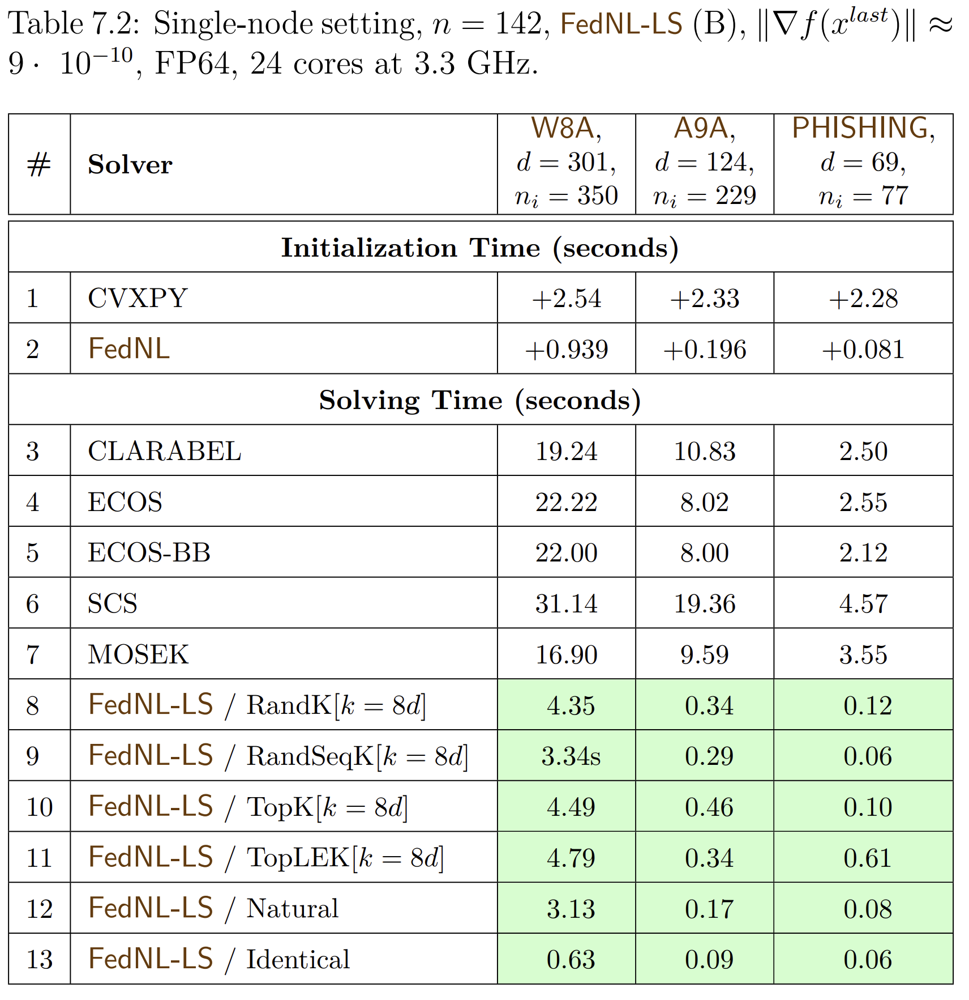 Table 7.2: Single-node setting, n = 142, FedNL-LS (B), ‖∇f(x^{last})‖ ≈
9 · 10^{−10}, FP64, 24 cores at 3.3 GHz.
# Solver W8A, d = 301, n_i = 350 A9A, d = 124, n_i = 229 PHISHING, d = 69, n_i = 77
Initialization Time (seconds)
1 CVXPY +2.54 +2.33 +2.28
2 FedNL +0.939 +0.196 +0.081
Solving Time (seconds)
3 CLARABEL 19.24 10.83 2.50
4 ECOS 22.22 8.02 2.55
5 ECOS-BB 22.00 8.00 2.12
6 SCS 31.14 19.36 4.57
7 MOSEK 16.90 9.59 3.55
8 FedNL-LS / RandK[k = 8d] 4.35 0.34 0.12
9 FedNL-LS / RandSeqK[k = 8d] 3.34s 0.29 0.06
10 FedNL-LS / TopK[k = 8d] 4.49 0.46 0.10
11 FedNL-LS / TopLEK[k = 8d] 4.79 0.34 0.61
12 FedNL-LS / Natural 3.13 0.17 0.08
13 FedNL-LS / Identical 0.63 0.09 0.06